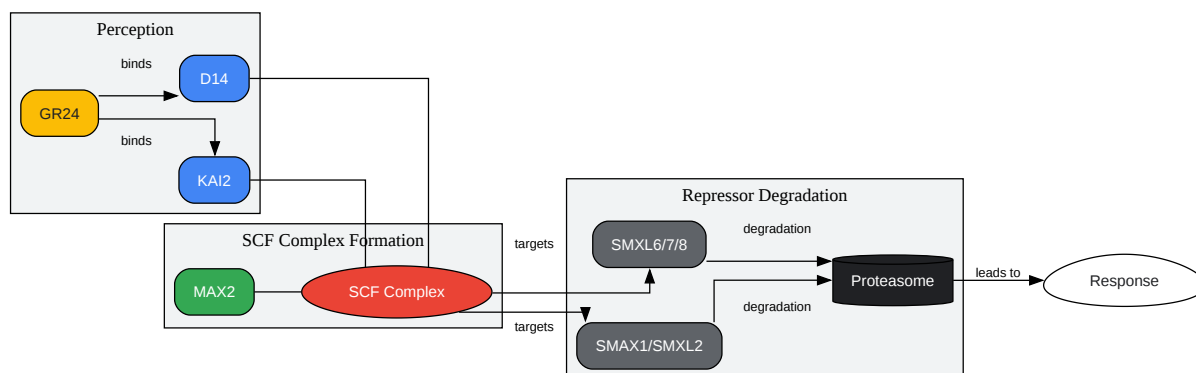 Perception
binds
D14
GR24
binds
KAI2
SCF Complex Formation
MAX2
SCF Complex
targets
targets
Repressor Degradation
SMXL6/7/8
degradation
SMAX1/SMXL2
degradation
Proteasome
leads to
Response